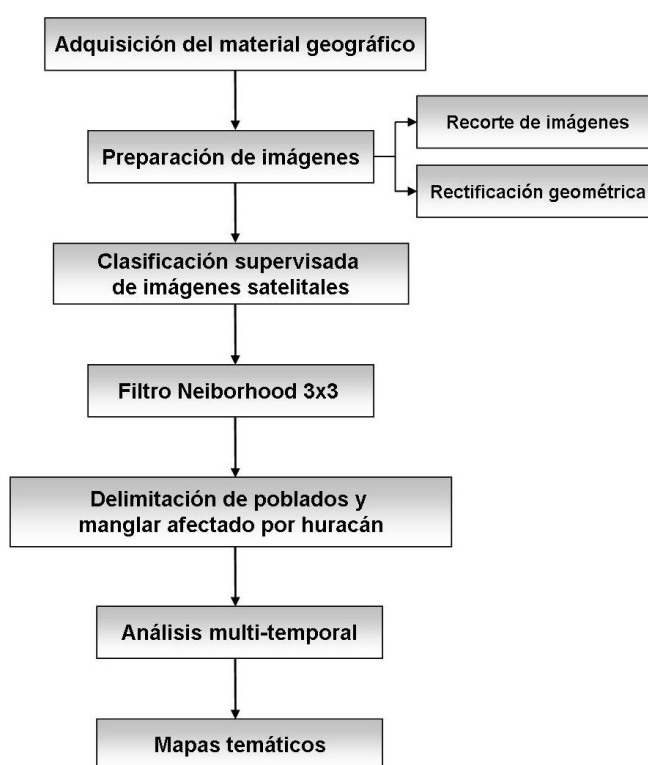 Adquisición del material geográfico
Preparación de imágenes
Recorte de imágenes
Rectificación geométrica
Clasificación supervisada
de imágenes satelitales
Filtro Neiborhood 3x3
Delimitación de poblados y
manglar afectado por huracán
Análisis multi-temporal
Mapas temáticos